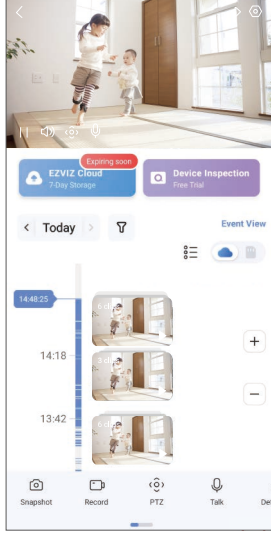 Expiring soon
EZVIZ Cloud
7-Day Storage
Device Inspection
Free Trial
Today
Event View
14:48:25
14:18
13:42
Snapshot
Record
PTZ
Talk